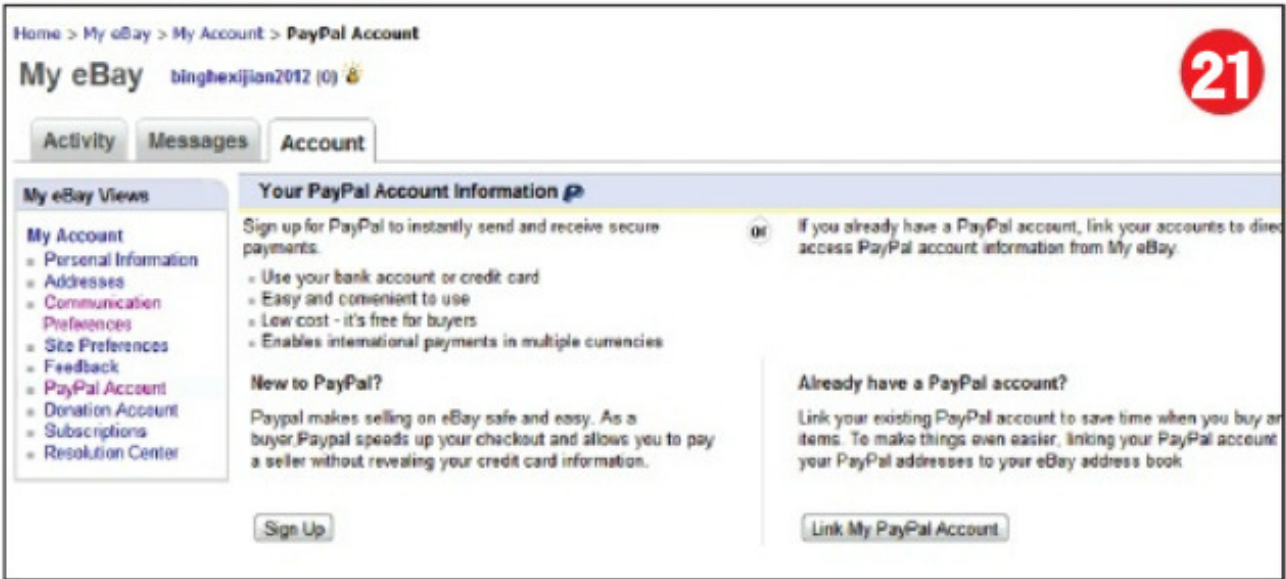 Home > My eBay > My Account > PayPal Account
21
My eBay binghexijian2012 (0)
Activity Messages Account
My eBay Views
My Account
Personal Information
Addresses
Communication
Preferences
Site Preferences
Feedback
PayPal Account
Donation Account
Subscriptions
Resolution Center
Your PayPal Account Information
Sign up for PayPal to instantly send and receive secure
payments.
Use your bank account or credit card
Easy and convenient to use
Low cost - it's free for buyers
Enables international payments in multiple currencies
New to PayPal?
Paypal makes selling on eBay safe and easy. As a
buyer,Paypal speeds up your checkout and allows you to pay
a seller without revealing your credit card information.
Sign Up
or
If you already have a PayPal account, link your accounts to direc
access PayPal account information from My eBay.
Already have a PayPal account?
Link your existing PayPal account to save time when you buy an
items. To make things even easier, linking your PayPal account
your PayPal addresses to your eBay address book
Link My PayPal Account